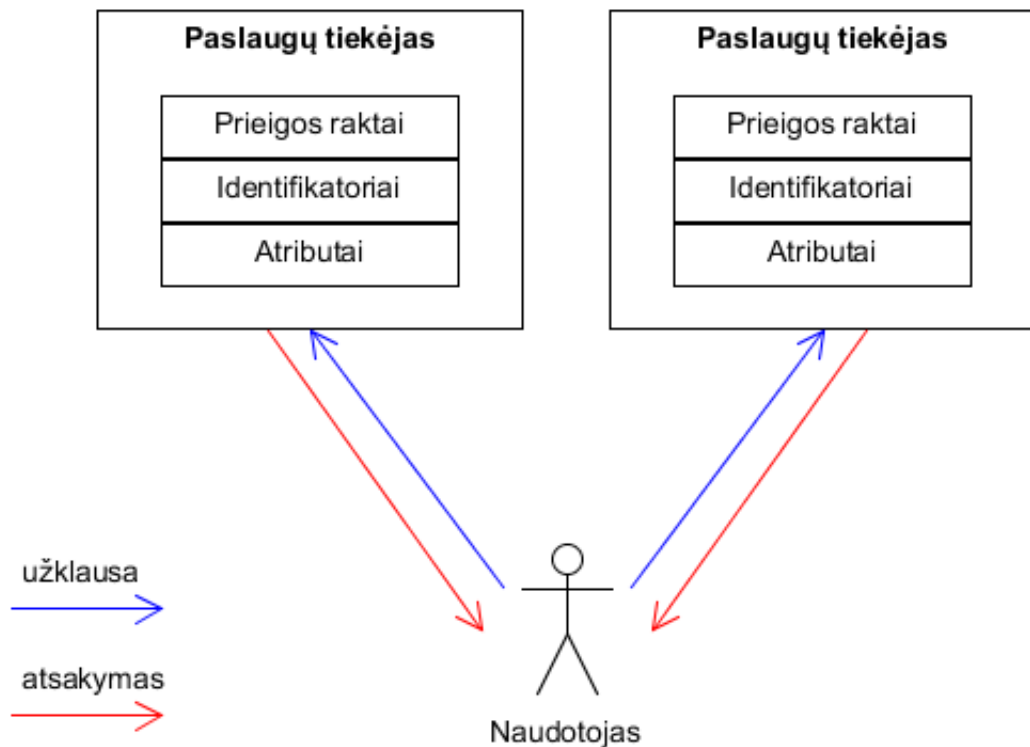 Paslaugų tiekėjas
Prieigos raktai
Identifikatoriai
Atributai
Paslaugų tiekėjas
Prieigos raktai
Identifikatoriai
Atributai
užklausa
atsakymas
Naudotojas